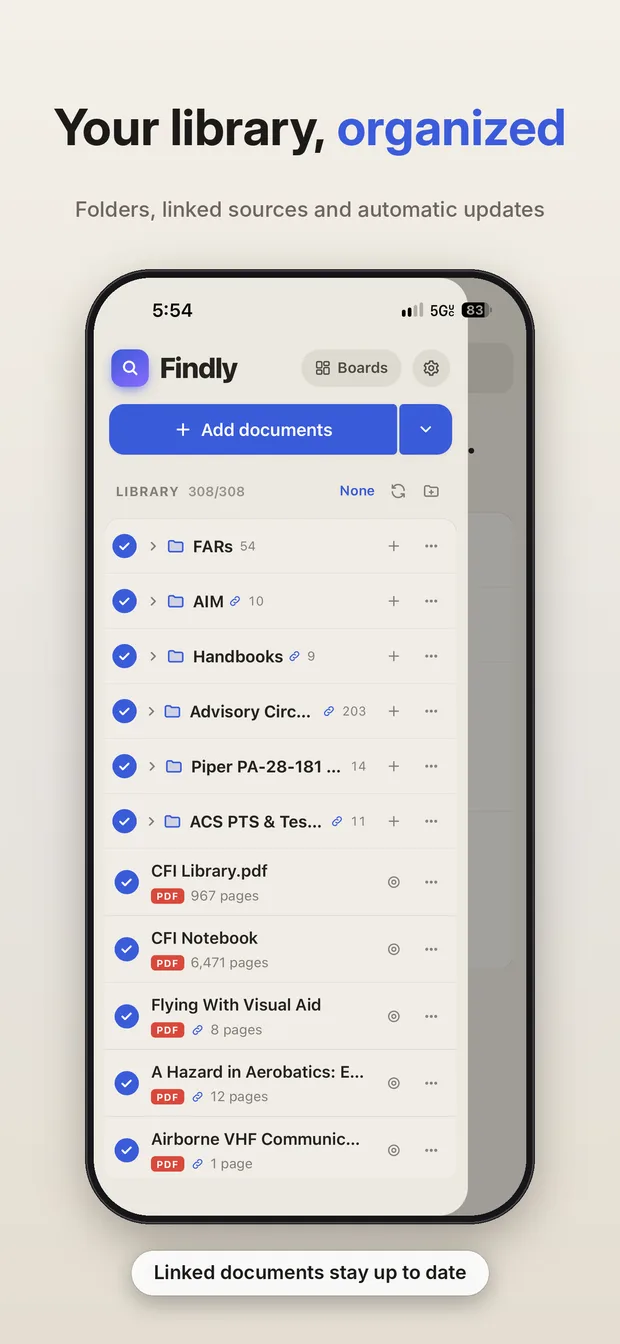 Your library, organized
Folders, linked sources and automatic updates
5:54 5GUC 83
Findly Boards
+ Add documents
LIBRARY 308/308 None
FARs 54
AIM 10
Handbooks 9
Advisory Circ... 203
Piper PA-28-181 ... 14
ACS PTS & Tes... 11
CFI Library.pdf
PDF 967 pages
CFI Notebook
PDF 6,471 pages
Flying With Visual Aid
PDF 8 pages
A Hazard in Aerobatics: E...
PDF 12 pages
Airborne VHF Communic...
PDF 1 page
Linked documents stay up to date